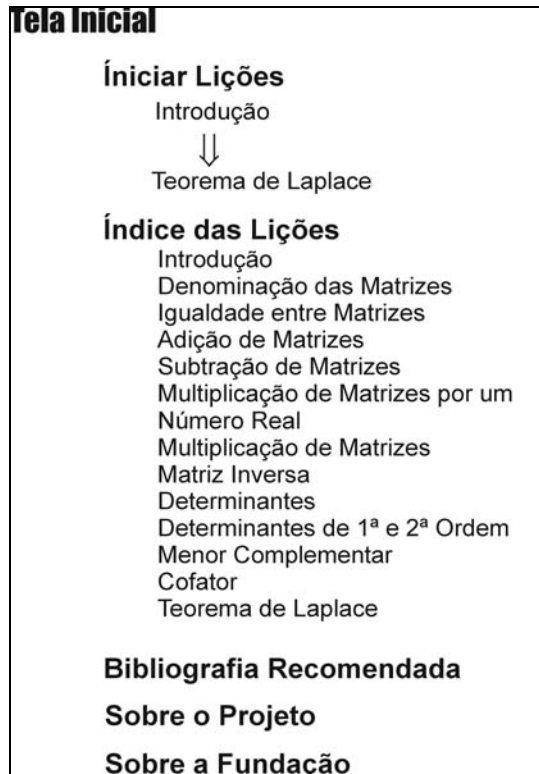 Tela Inicial
Íniciar Lições
Introdução
⇓
Teorema de Laplace
Índice das Lições
Introdução
Denominação das Matrizes
Igualdade entre Matrizes
Adição de Matrizes
Subtração de Matrizes
Multiplicação de Matrizes por um
Número Real
Multiplicação de Matrizes
Matriz Inversa
Determinantes
Determinantes de 1ª e 2ª Ordem
Menor Complementar
Cofator
Teorema de Laplace
Bibliografia Recomendada
Sobre o Projeto
Sobre a Fundação